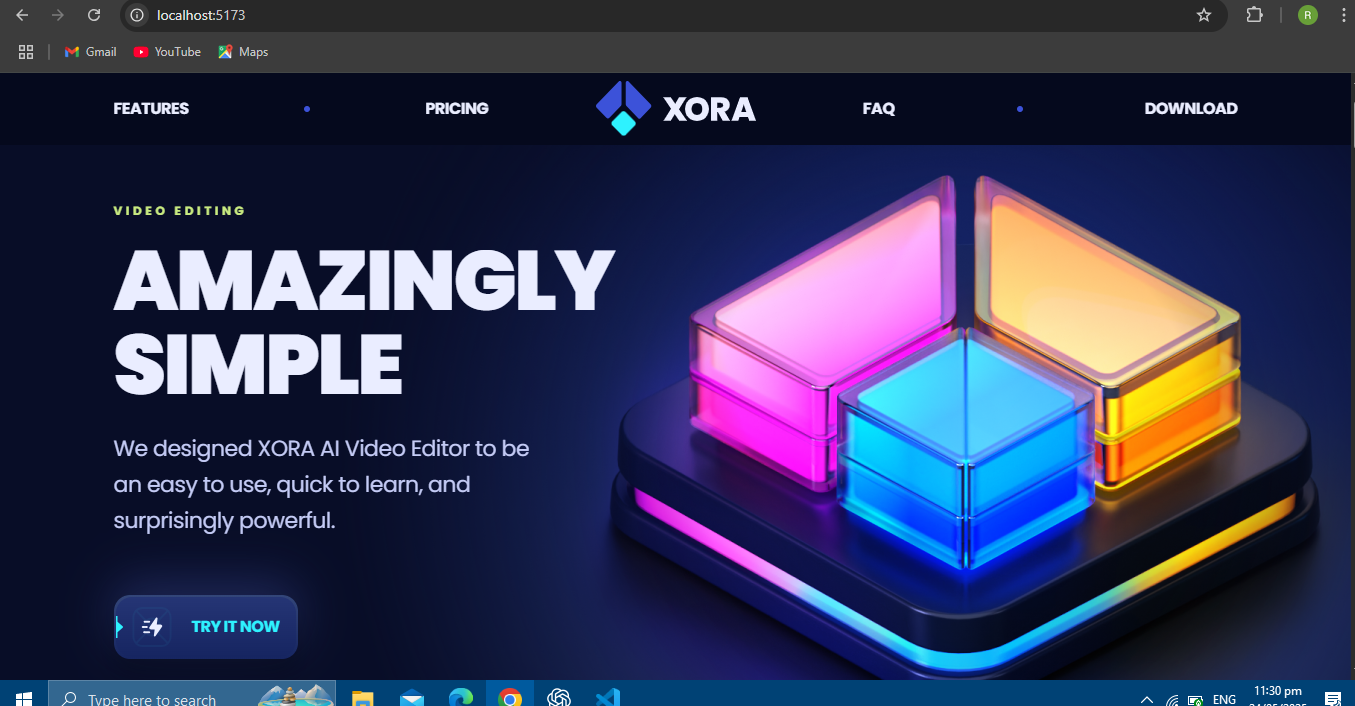 localhost:5173
R
Gmail YouTube Maps
FEATURES PRICING XORA FAQ DOWNLOAD
VIDEO EDITING
AMAZINGLY
SIMPLE
We designed XORA AI Video Editor to be
an easy to use, quick to learn, and
surprisingly powerful.
TRY IT NOW
Type here to search
ENG
11:30 pm